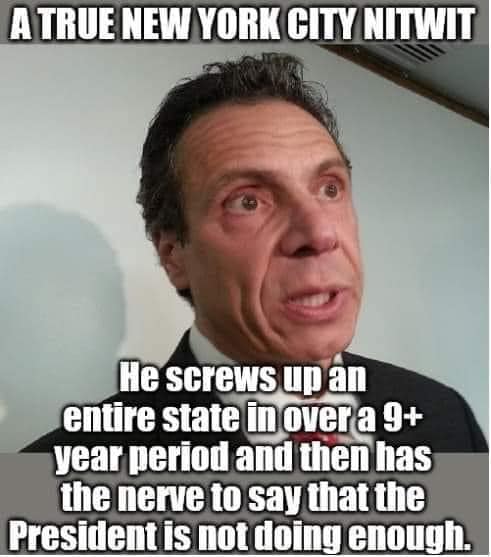 A TRUE NEW YORK CITY NITWIT
He screws up an
entire state in over a 9+
year period and then has
the nerve to say that the
President is not doing enough.